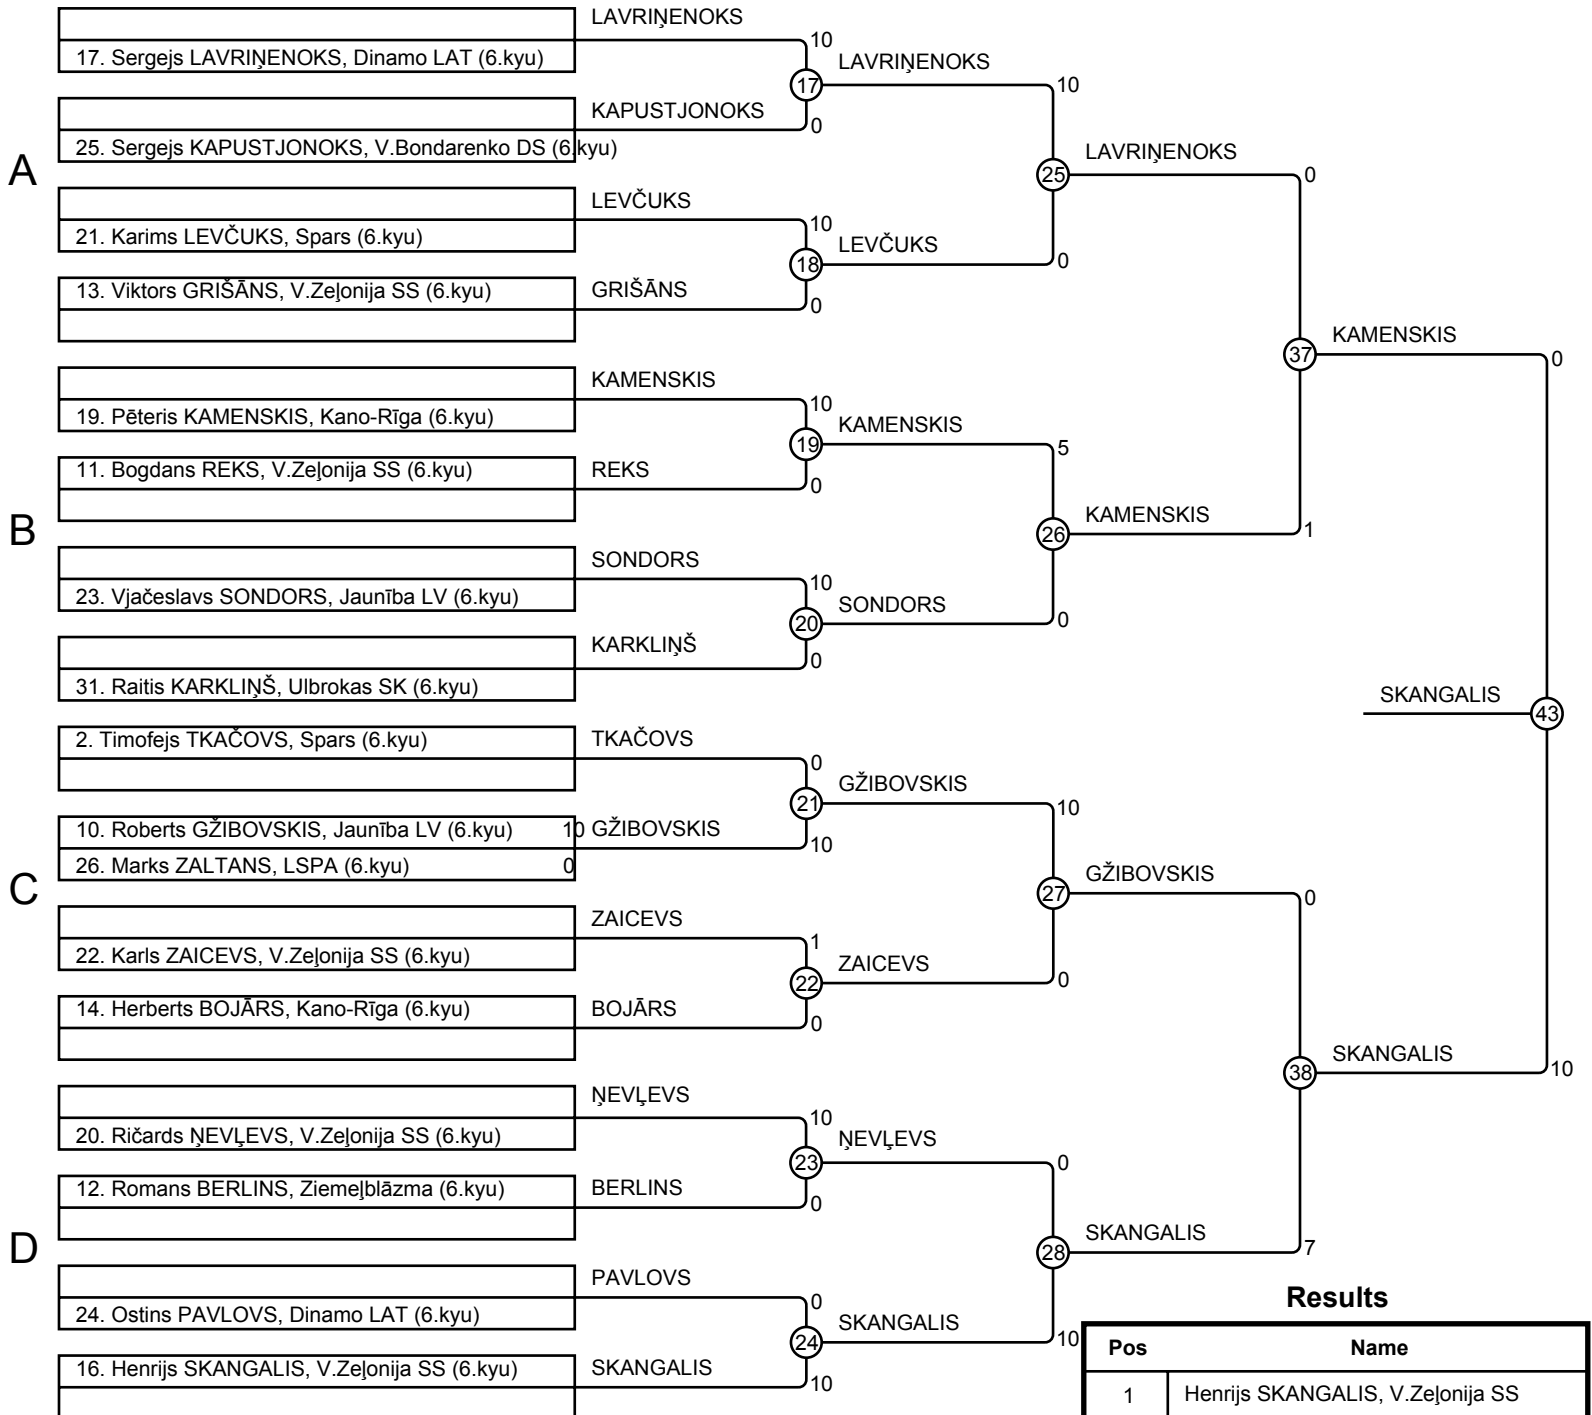 LAVRIŅENOKS
17. Sergejs LAVRIŅENOKS, Dinamo LAT (6.kyu)
10
17
LAVRIŅENOKS
KAPUSTJONOKS
0
25. Sergejs KAPUSTJONOKS, V.Bondarenko DS (6.kyu)
A
10
25
LAVRIŅENOKS
LEVČUKS
21. Karims LEVČUKS, Spars (6.kyu)
10
18
LEVČUKS
0
13. Viktors GRIŠĀNS, V.Zeļonija SS (6.kyu)
GRIŠĀNS
0
0
37
KAMENSKIS
KAMENSKIS
19. Pēteris KAMENSKIS, Kano-Rīga (6.kyu)
10
19
KAMENSKIS
11. Bogdans REKS, V.Zeļonija SS (6.kyu)
REKS
0
B
5
26
KAMENSKIS
1
SONDORS
23. Vjačeslavs SONDORS, Jaunība LV (6.kyu)
10
20
SONDORS
0
KARKLIŅŠ
0
31. Raitis KARKLIŅŠ, Ulbrokas SK (6.kyu)
0
SKANGALIS
43
2. Timofejs TKAČOVS, Spars (6.kyu)
TKAČOVS
0
21
GŽIBOVSKIS
10. Roberts GŽIBOVSKIS, Jaunība LV (6.kyu)
10
GŽIBOVSKIS
10
26. Marks ZALTANS, LSPA (6.kyu)
0
C
10
27
GŽIBOVSKIS
ZAICEVS
22. Karls ZAICEVS, V.Zeļonija SS (6.kyu)
1
22
ZAICEVS
0
14. Herberts BOJĀRS, Kano-Rīga (6.kyu)
BOJĀRS
0
0
38
SKANGALIS
10
ŅEVĻEVS
20. Ričards ŅEVĻEVS, V.Zeļonija SS (6.kyu)
10
23
ŅEVĻEVS
12. Romans BERLINS, Ziemeļblāzma (6.kyu)
BERLINS
0
D
0
28
SKANGALIS
7
PAVLOVS
24. Ostins PAVLOVS, Dinamo LAT (6.kyu)
0
24
SKANGALIS
10
16. Henrijs SKANGALIS, V.Zeļonija SS (6.kyu)
SKANGALIS
10
Results
Pos Name
1 Henrijs SKANGALIS, V.Zeļonija SS